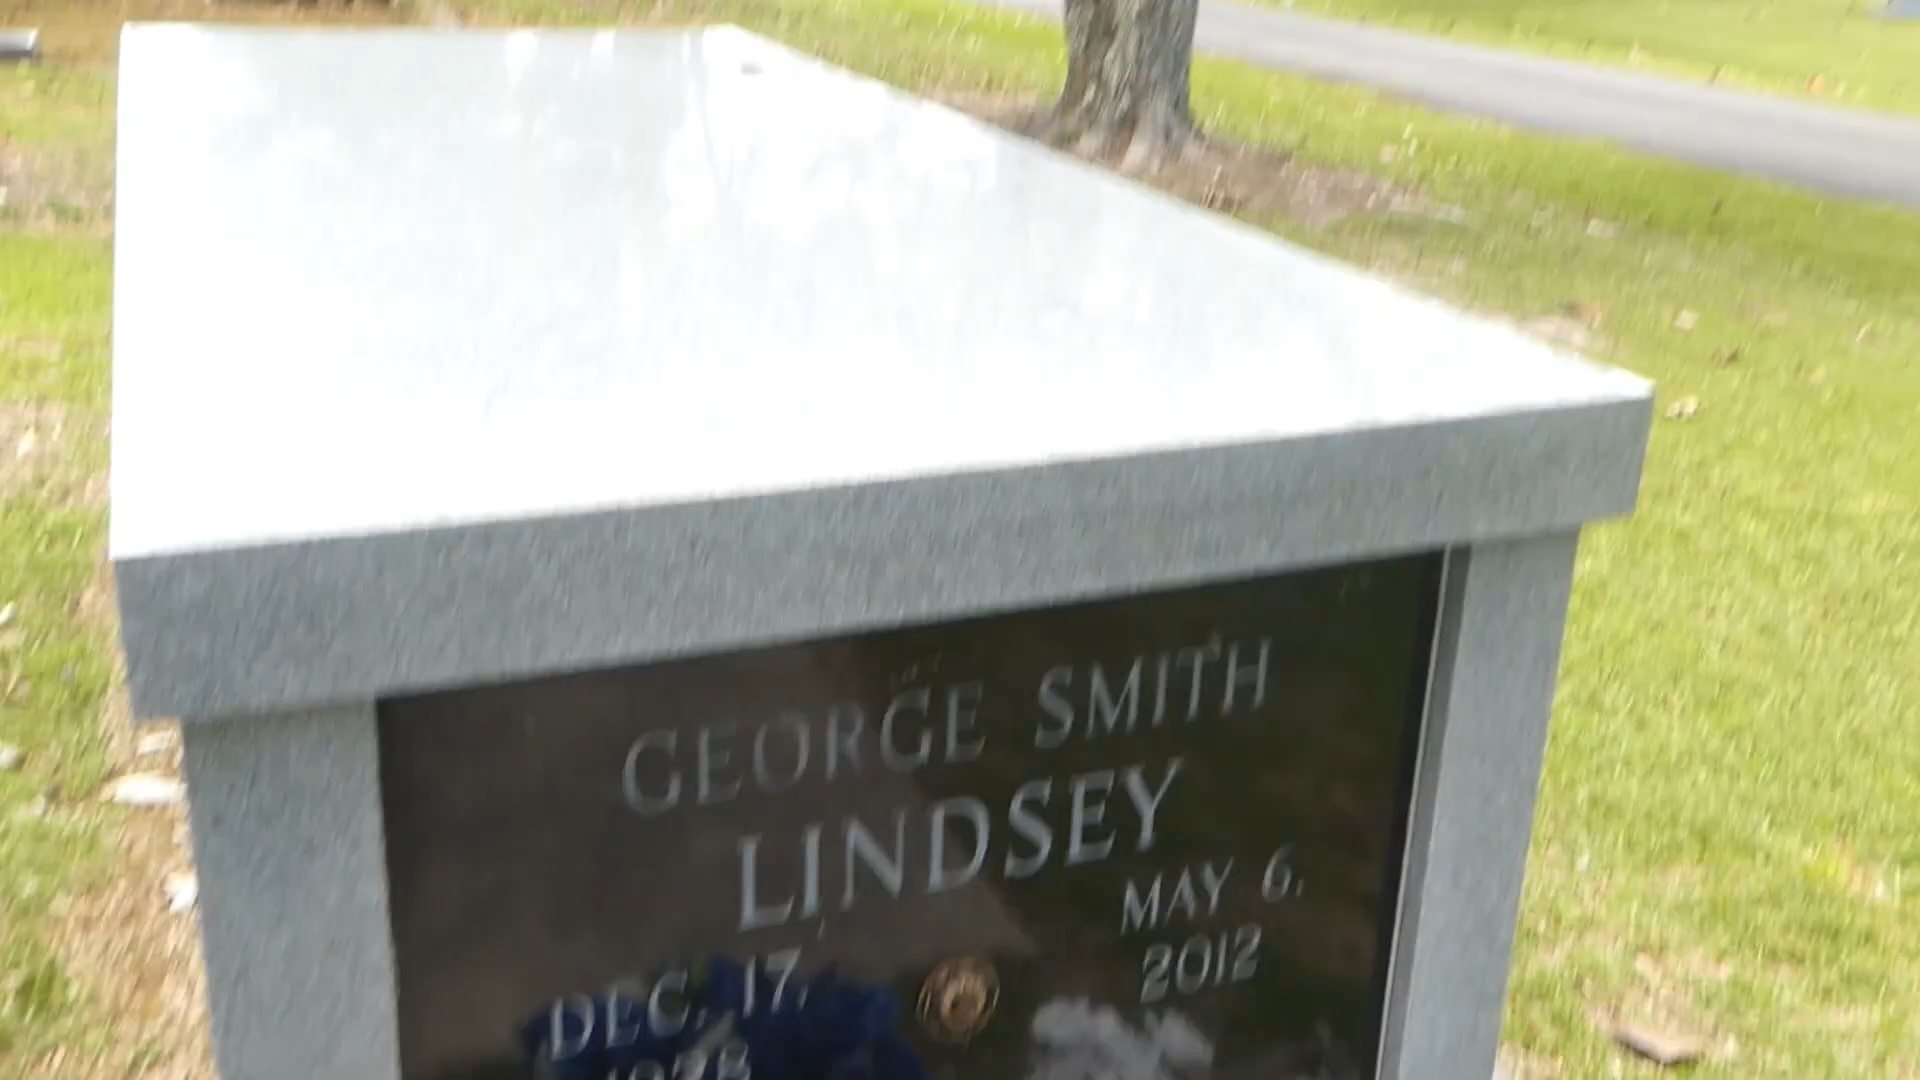 GEORGE SMITH
LINDSEY
DEC. 17,
MAY 6,
2012